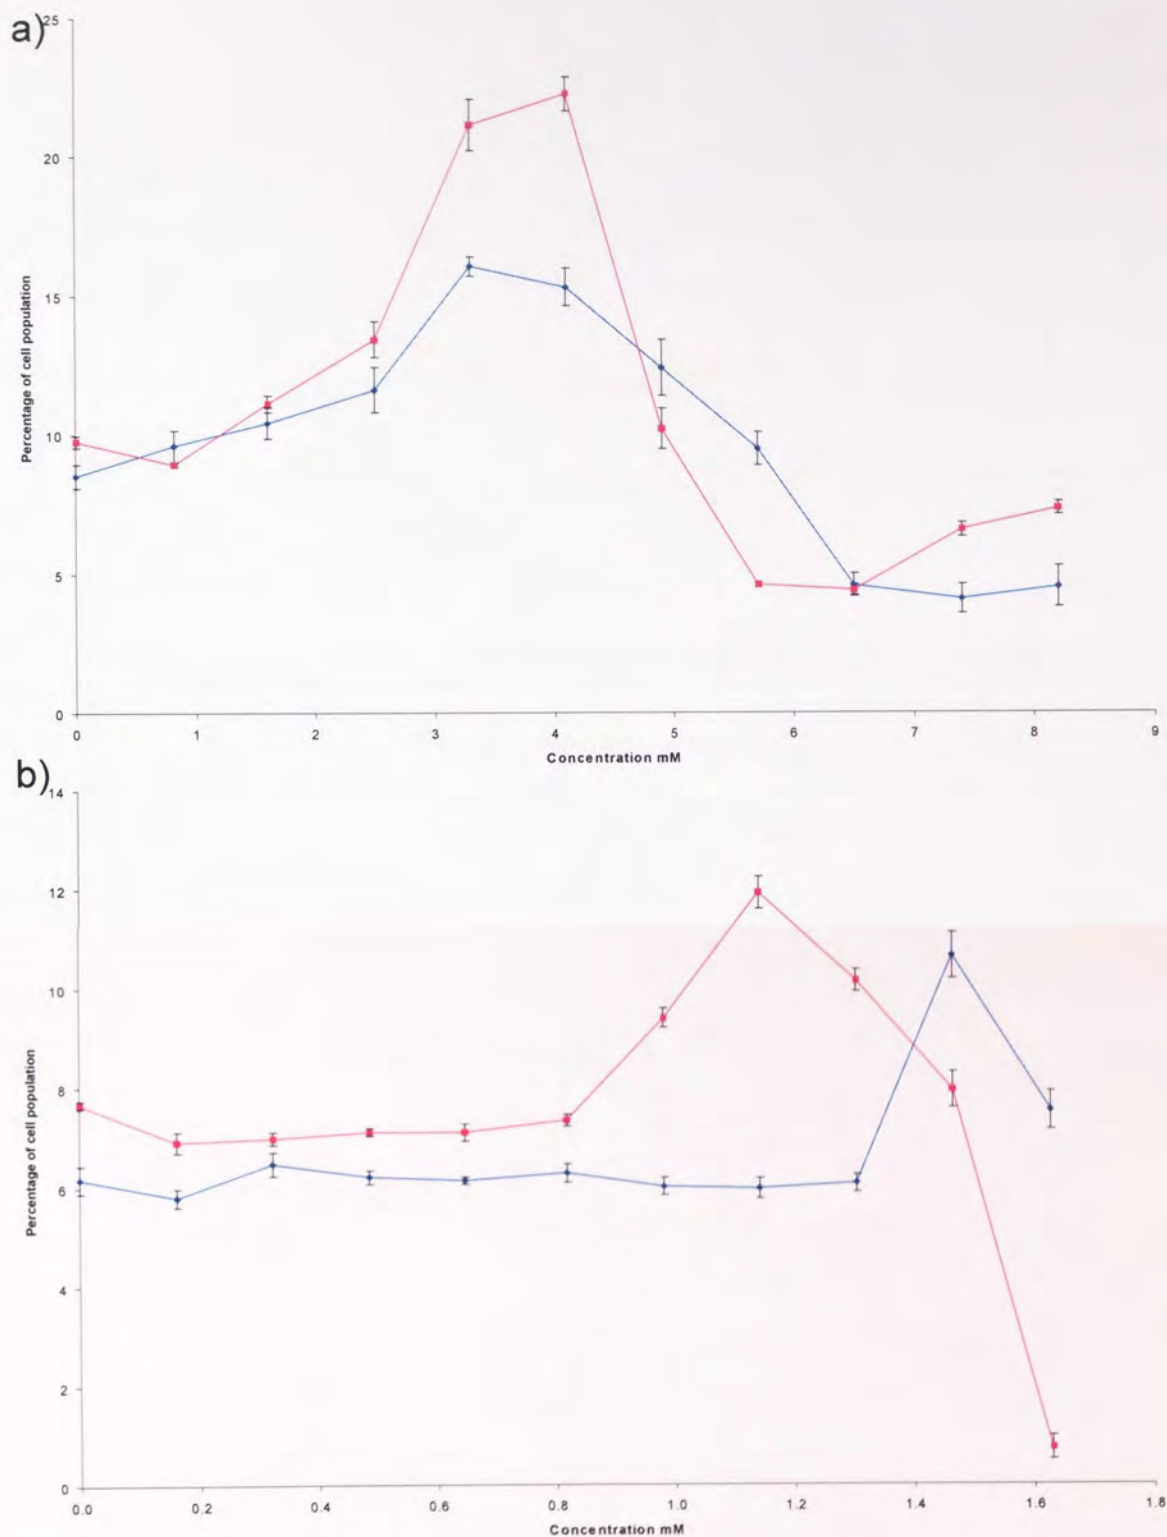 a)
25
20
15
10
5
0
Percentage of cell population
0 1 2 3 4 5 6 7 8 9
Concentration mM
b)
14
12
10
8
6
4
2
0
Percentage of cell population
0.0 0.2 0.4 0.6 0.8 1.0 1.2 1.4 1.6 1.8
Concentration mM